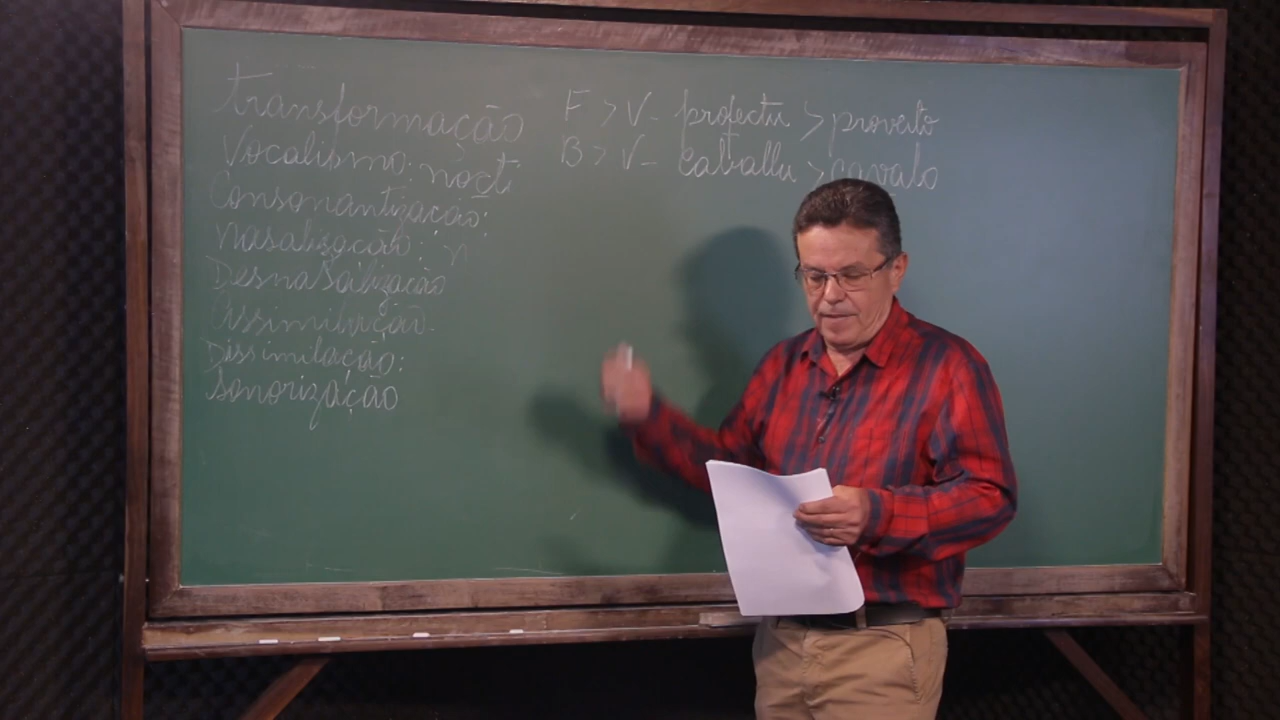 Transformação
Vocalismo: nocti
Consonantização:
nasalização: n
Desnasalização
Assimilação.
Dissimilação:
Sonorização
F > V - profectu > proveito
B > V - caballu > cavalo